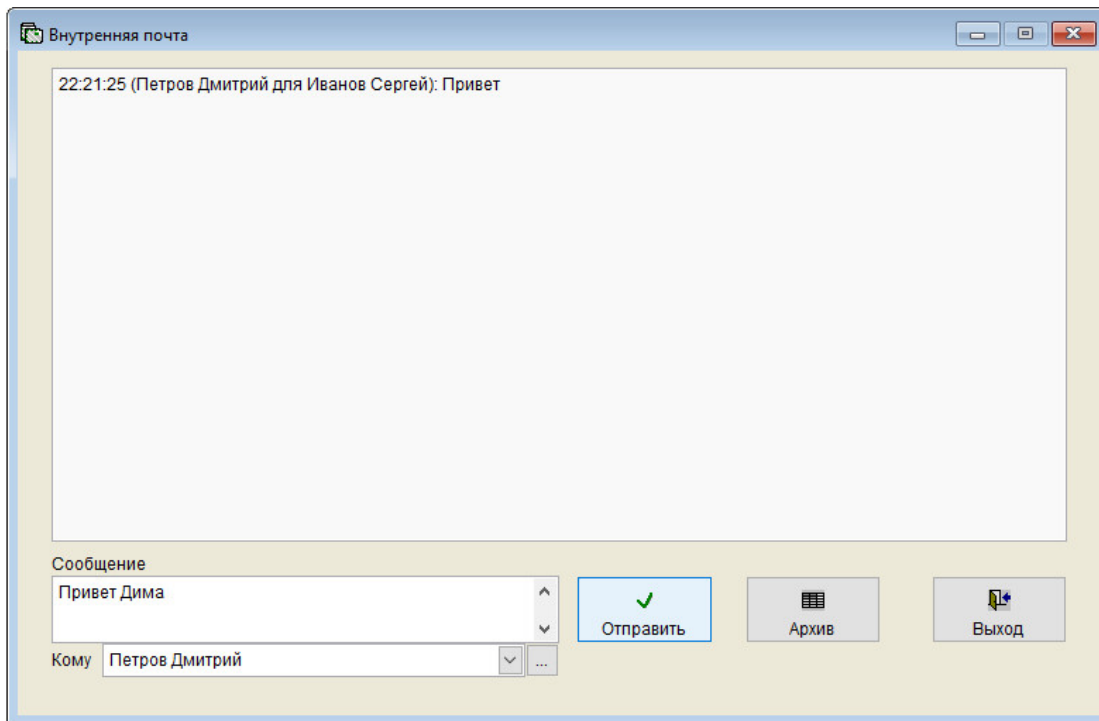 Внутренняя почта
22:21:25 (Петров Дмитрий для Иванов Сергей): Привет
Сообщение
Привет Дима
Отправить
Архив
Выход
Кому
Петров Дмитрий
...